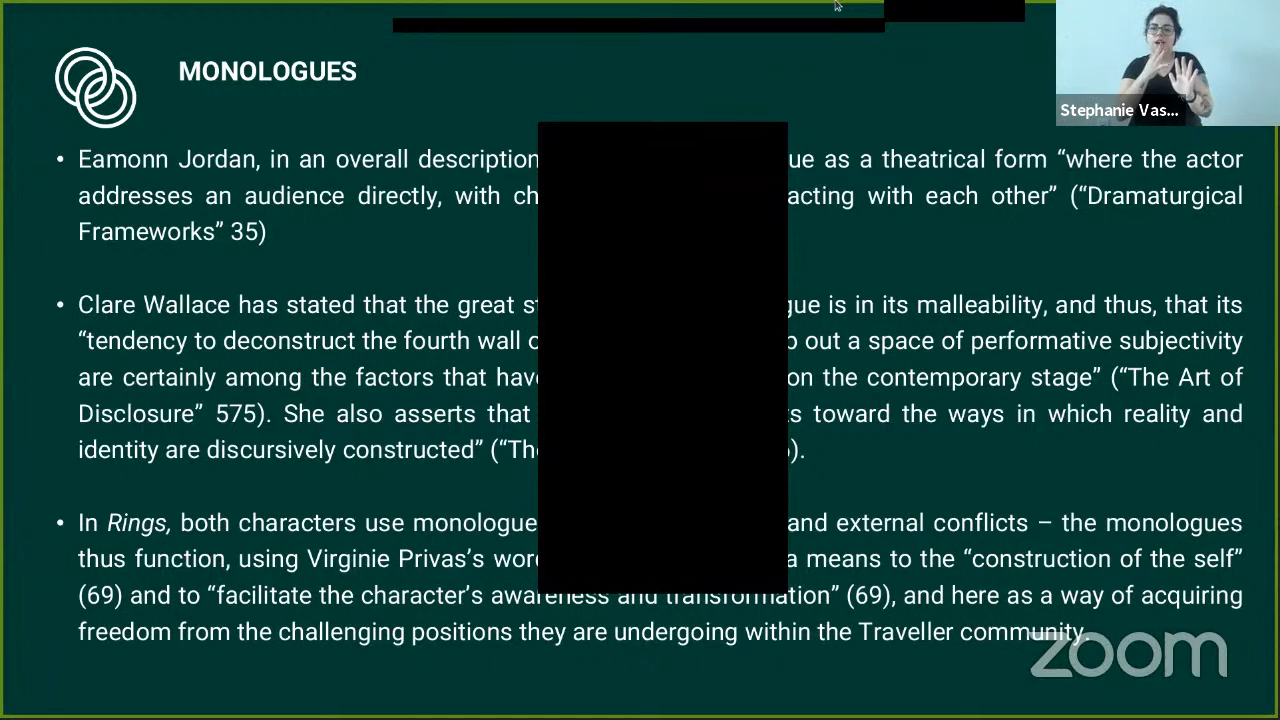 MONOLOGUES
Stephanie Vas...
• Eamonn Jordan, in an overall description ue as a theatrical form “where the actor
addresses an audience directly, with ch acting with each other” (“Dramaturgical
Frameworks” 35)
• Clare Wallace has stated that the great st gue is in its malleability, and thus, that its
“tendency to deconstruct the fourth wall o p out a space of performative subjectivity
are certainly among the factors that have on the contemporary stage” (“The Art of
Disclosure” 575). She also asserts that ts toward the ways in which reality and
identity are discursively constructed” (“The ).
• In Rings, both characters use monologue and external conflicts – the monologues
thus function, using Virginie Privas’s word a means to the “construction of the self”
(69) and to “facilitate the character’s awareness and transformation” (69), and here as a way of acquiring
freedom from the challenging positions they are undergoing within the Traveller community.
zoom